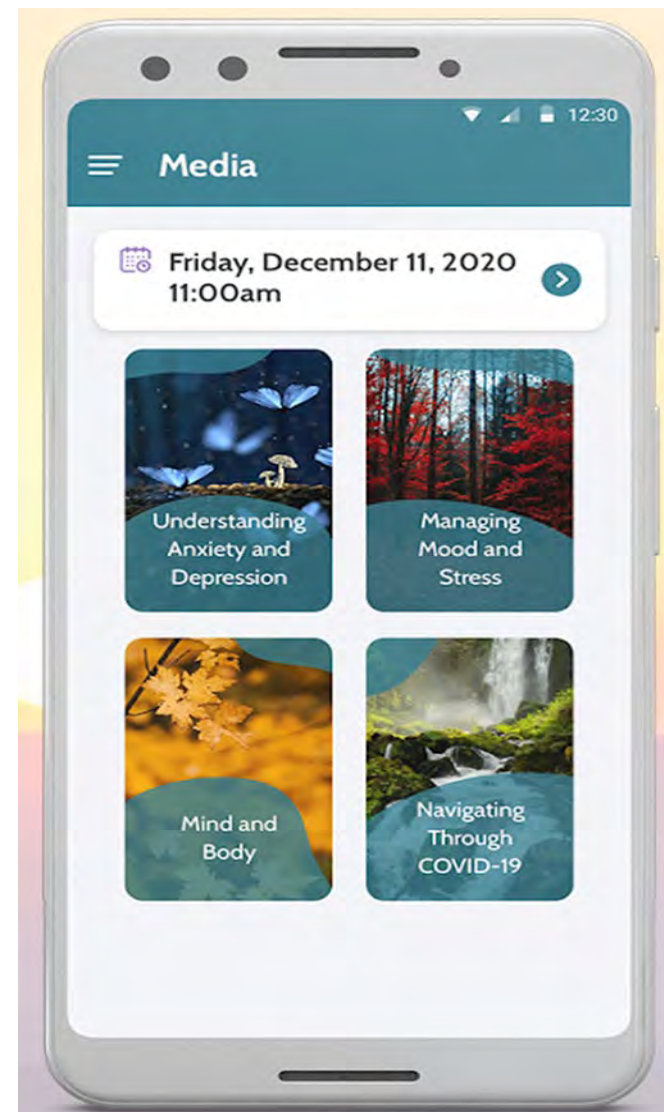 12:30
Media
Friday, December 11, 2020
11:00am
Understanding
Anxiety and
Depression
Managing
Mood and
Stress
Mind and
Body
Navigating
Through
COVID-19